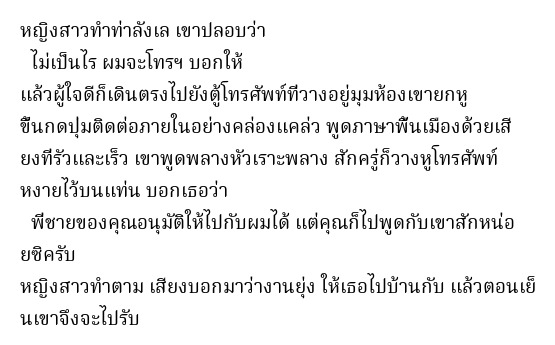 หญิงสาวทำท่าลังเล เขาปลอบว่า
ไม่เป็นไร ผมจะโทรฯ บอกให้
แล้วผู้ใจดีก็เดินตรงไปยังตู้โทรศัพท์ที่วางอยู่มุมห้องเขายกหู
ขึ้นกดปุ่มติดต่อภายในอย่างคล่องแคล่ว พูดภาษาพื้นเมืองด้วยเสี
ยงที่รัวและเร็ว เขาพูดพลางหัวเราะพลาง สักครู่ก็วางหูโทรศัพท์
หงายไว้บนแท่น บอกเธอว่า
พี่ชายของคุณอนุมัติให้ไปกับผมได้ แต่คุณก็ไปพูดกับเขาสักหน่อ
ยซิครับ
หญิงสาวทำตาม เสียงบอกมาว่างานยุ่ง ให้เธอไปบ้านกับ แล้วตอนเย็
นเขาจึงจะไปรับ